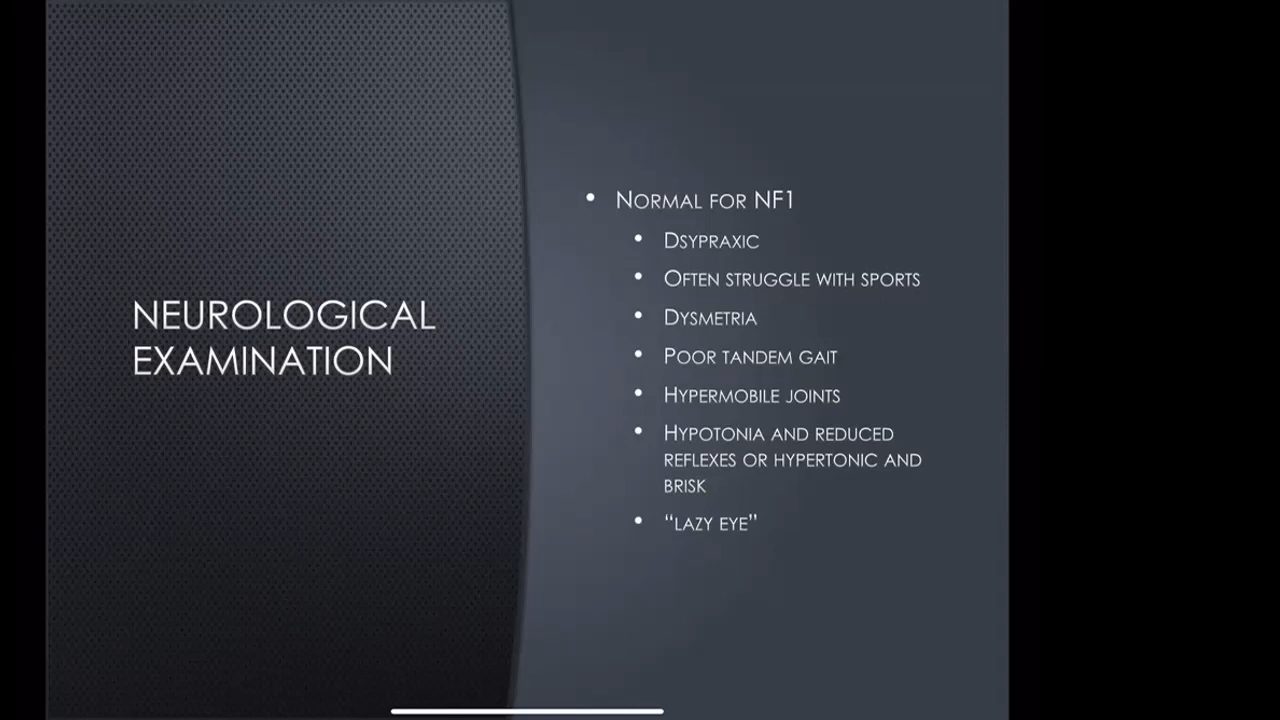 NEUROLOGICAL
EXAMINATION
• NORMAL FOR NF1
• DSYPRAXIC
• OFTEN STRUGGLE WITH SPORTS
• DYSMETRIA
• POOR TANDEM GAIT
• HYPERMOBILE JOINTS
• HYPOTONIA AND REDUCED
REFLEXES OR HYPERTONIC AND
BRISK
• “LAZY EYE”